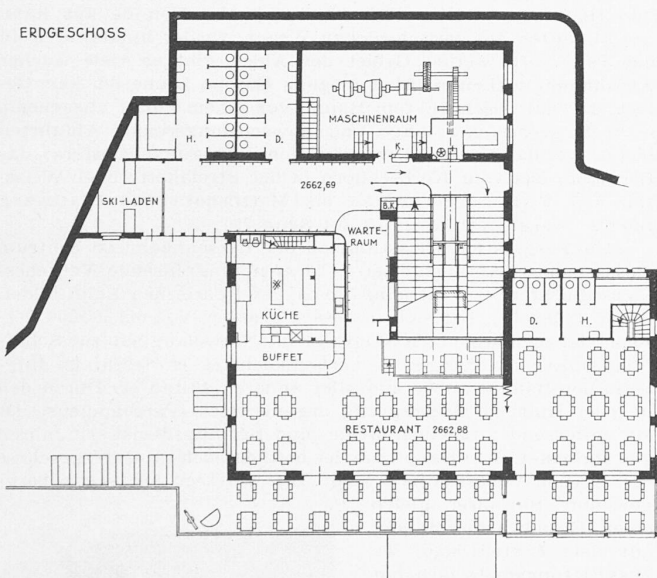 ERDGESCHOSS
MASCHINENRAUM
H.
D.
K.
2662,69
SKI-LADEN
B.K
WARTE-
RAUM
KÜCHE
D.
H.
BUFFET
RESTAURANT 2662,88